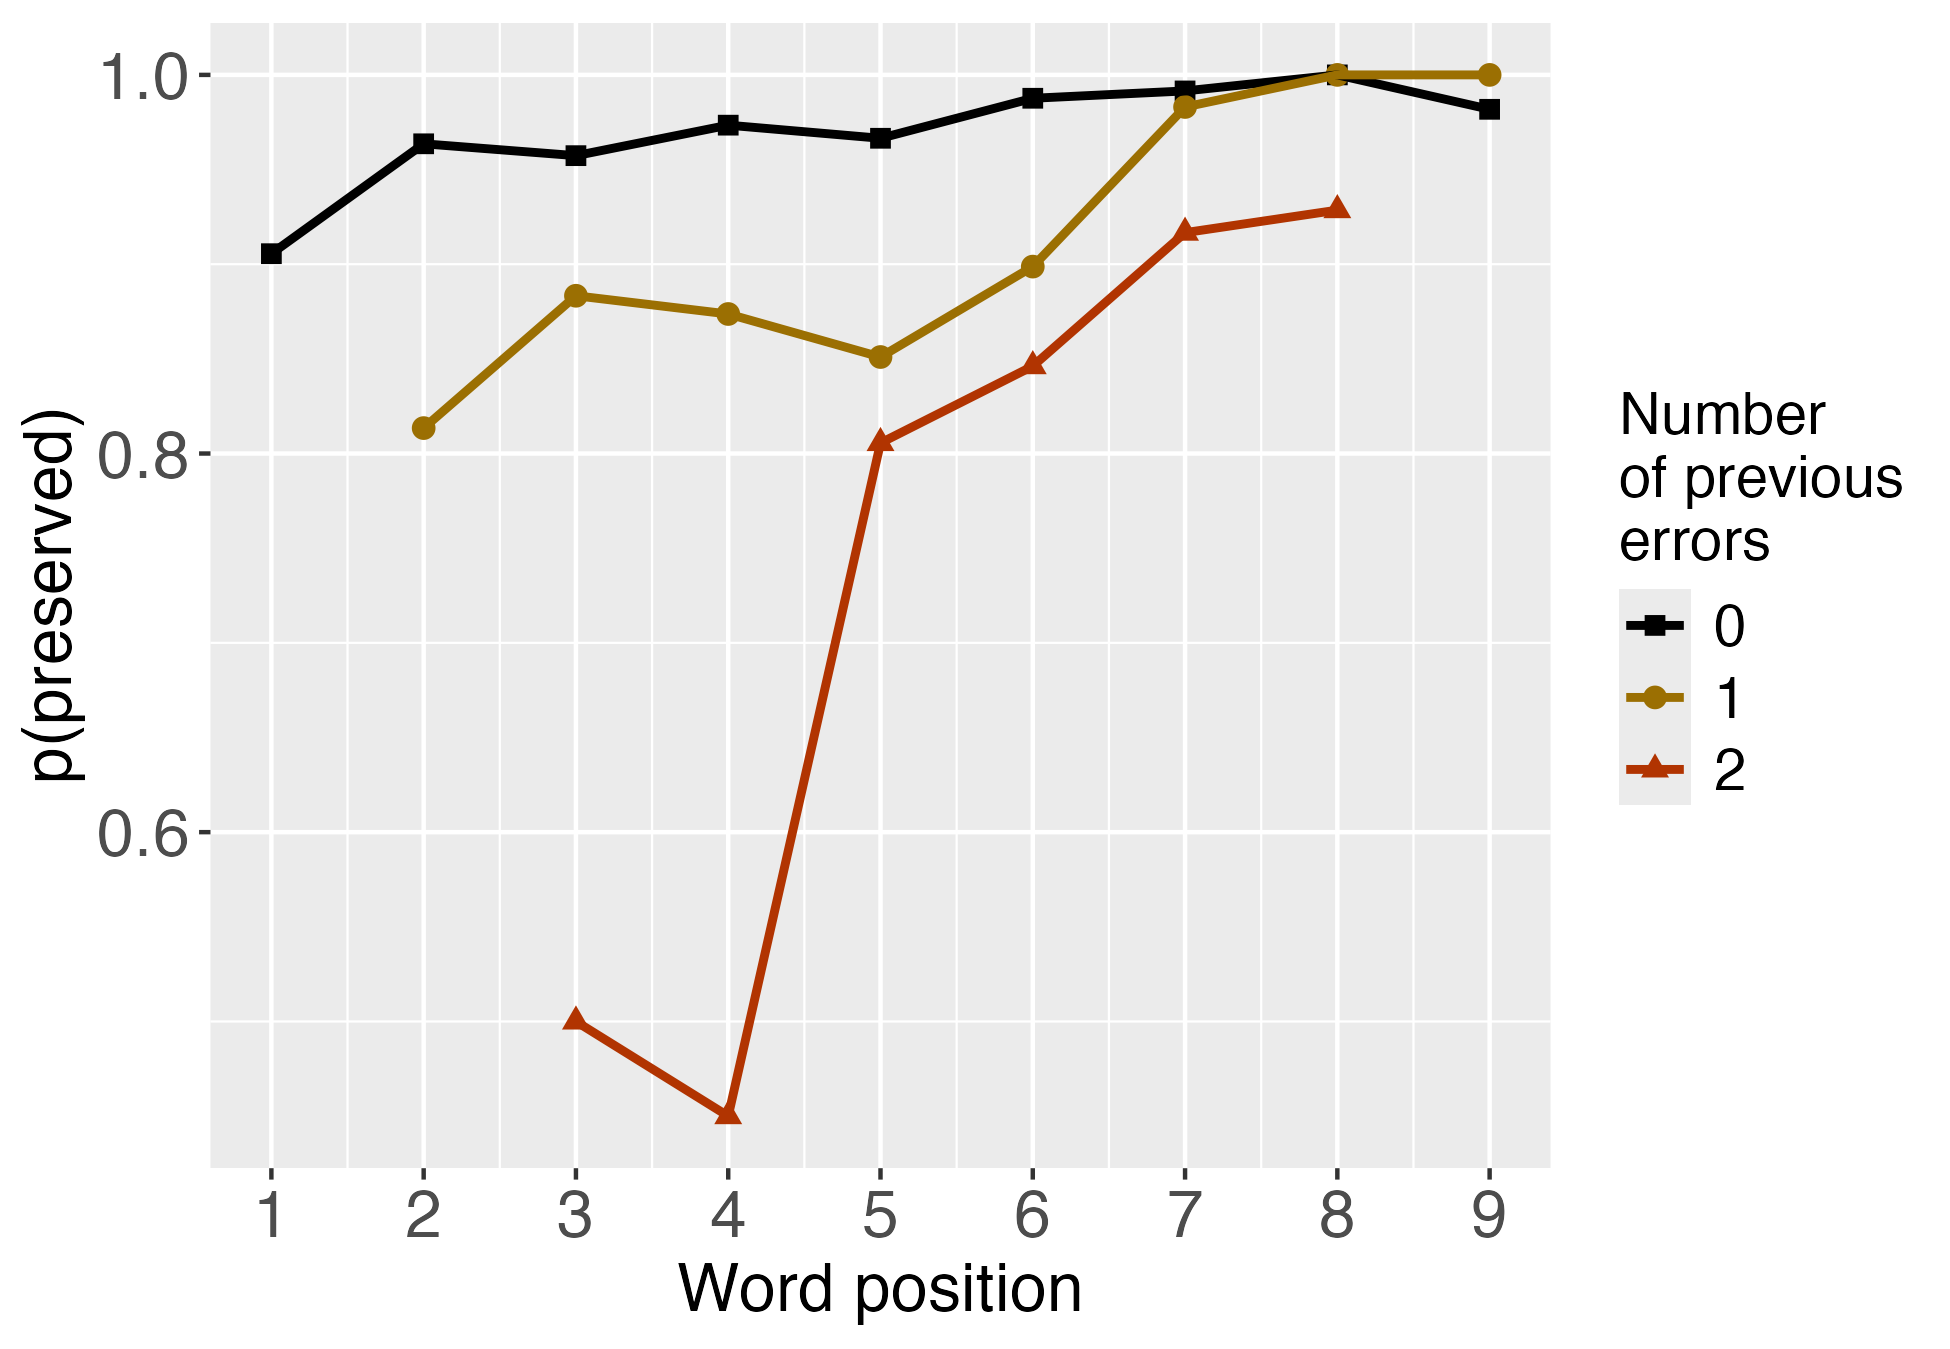 1.0
0.8
0.6
p(preserved)
1 2 3 4 5 6 7 8 9
Word position
Number
of previous
errors
0
1
2